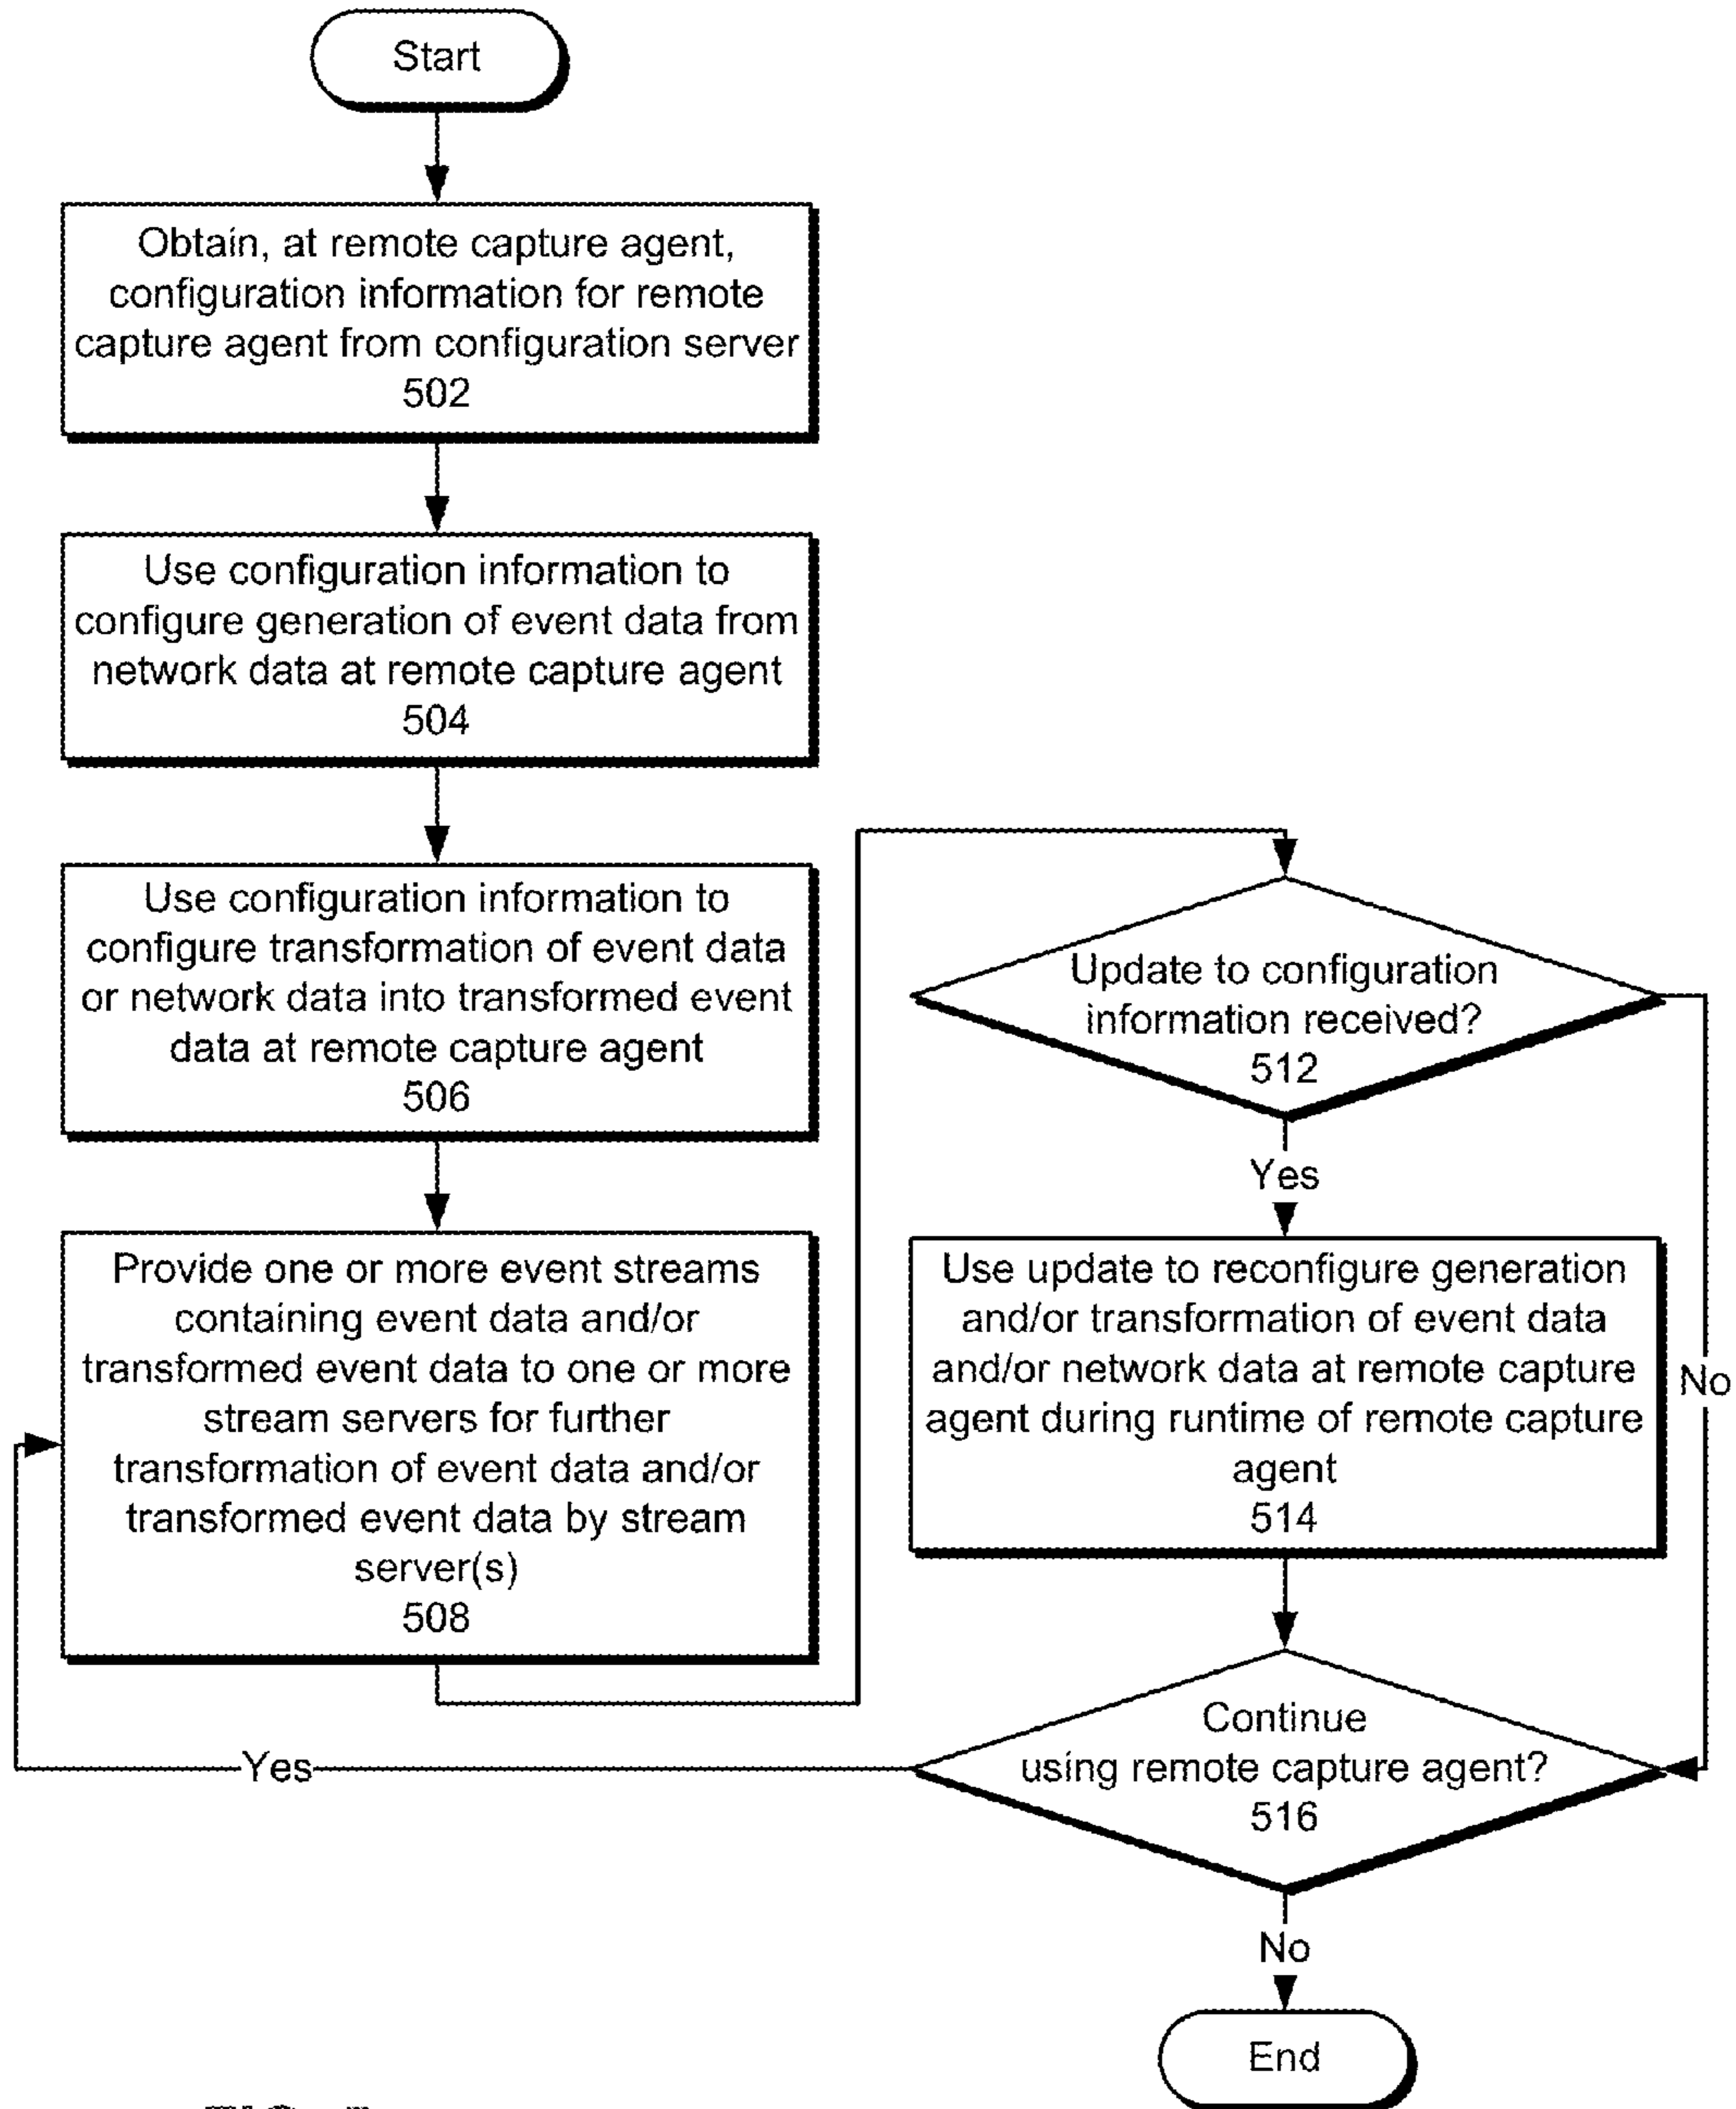 Start
Obtain, at remote capture agent,
configuration information for remote
capture agent from configuration server
502
Use configuration information to
configure generation of event data from
network data at remote capture agent
504
Use configuration information to
configure transformation of event data
or network data into transformed event
data at remote capture agent
506
Provide one or more event streams
containing event data and/or
transformed event data to one or more
stream servers for further
transformation of event data and/or
transformed event data by stream
server(s)
508
Update to configuration
information received?
512
Yes
No
Use update to reconfigure generation
and/or transformation of event data
and/or network data at remote capture
agent during runtime of remote capture
agent
514
Continue
using remote capture agent?
516
Yes
No
End